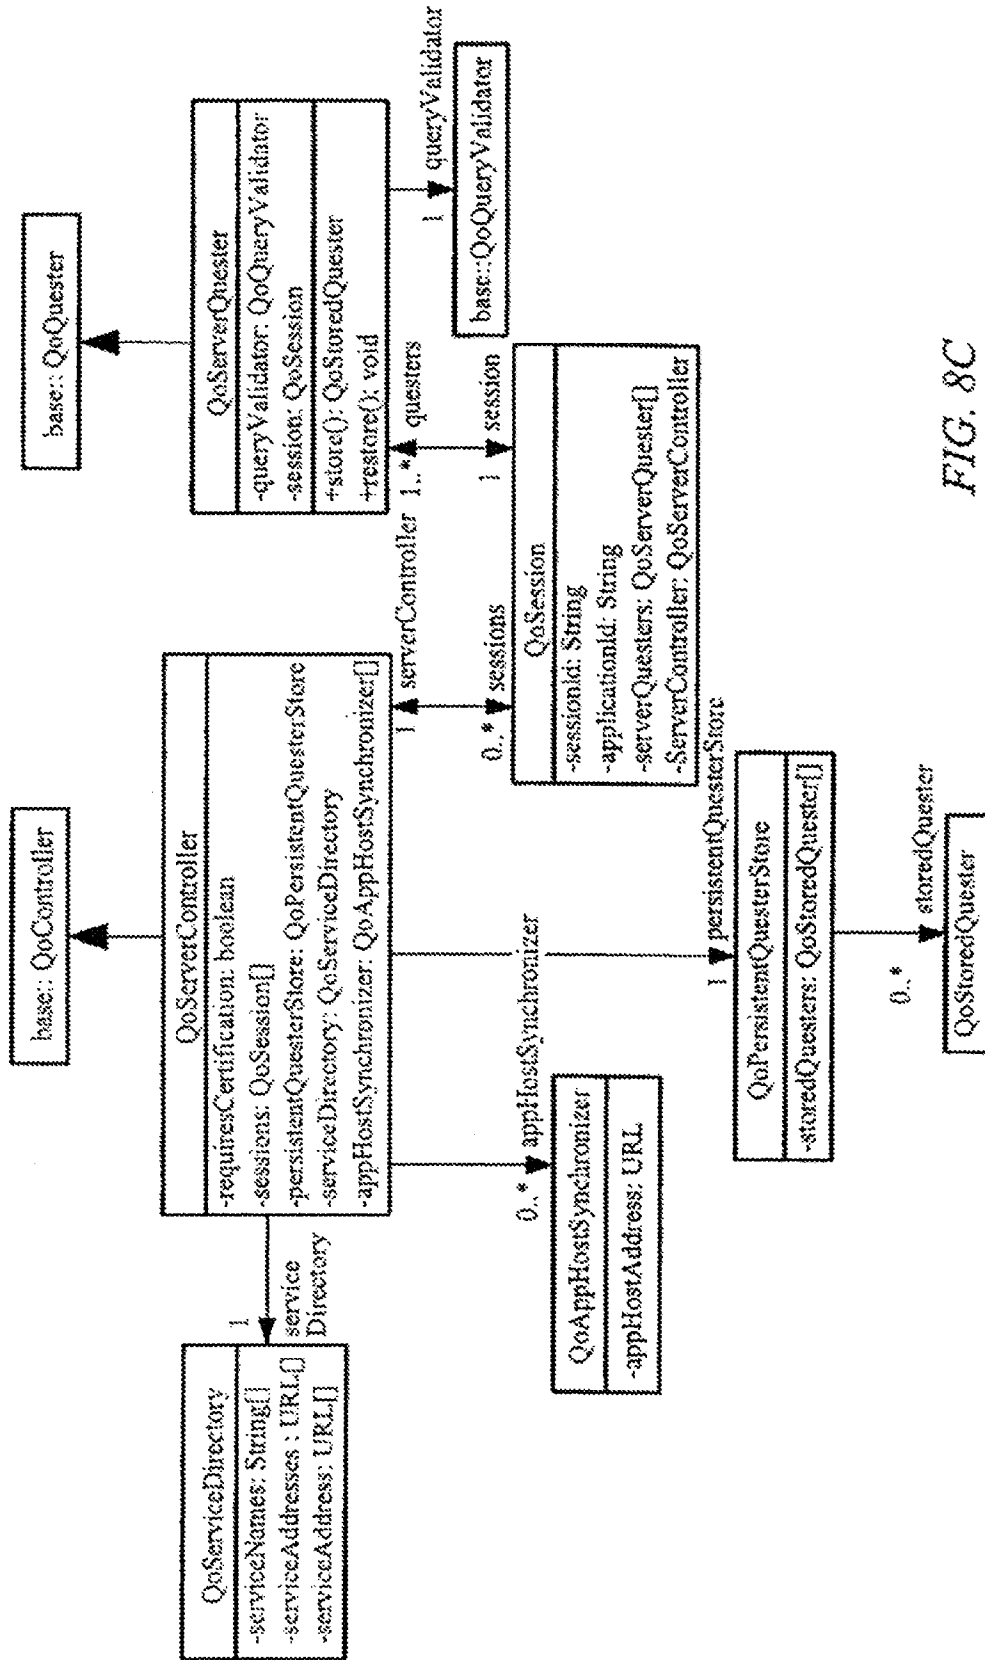 base:: QoController
base:: QoQuester
QoServiceDirectory
-serviceNames: String[]
-serviceAddresses : URL[]
-serviceAddress: URL[]
1
service
Directory
QoServerController
-requiresCertification: boolean
-sessions: QoSession[]
-persistentQuesterStore: QoPersistentQuesterStore
-serviceDirectory: QoServiceDirectory
-appHostSynchronizer: QoAppHostSynchronizer[]
QoServerQuester
-queryValidator: QoQueryValidator
-session: QoSession
+store(): QoStoredQuester
+restore(): void
1 serverController
1..* questers
1 queryValidator
0..* sessions
1 session
base::QoQueryValidator
0..* appHostSynchronizer
QoAppHostSynchronizer
-appHostAddress: URL
QoSession
-sessionId: String
-applicationId: String
-serverQuesters: QoServerQuester[]
-ServerController: QoServerController
1 persistentQuesterStore
QoPersistentQuesterStore
-storedQuesters: QoStoredQuester[]
0..* storedQuester
QoStoredQuester
FIG. 8C